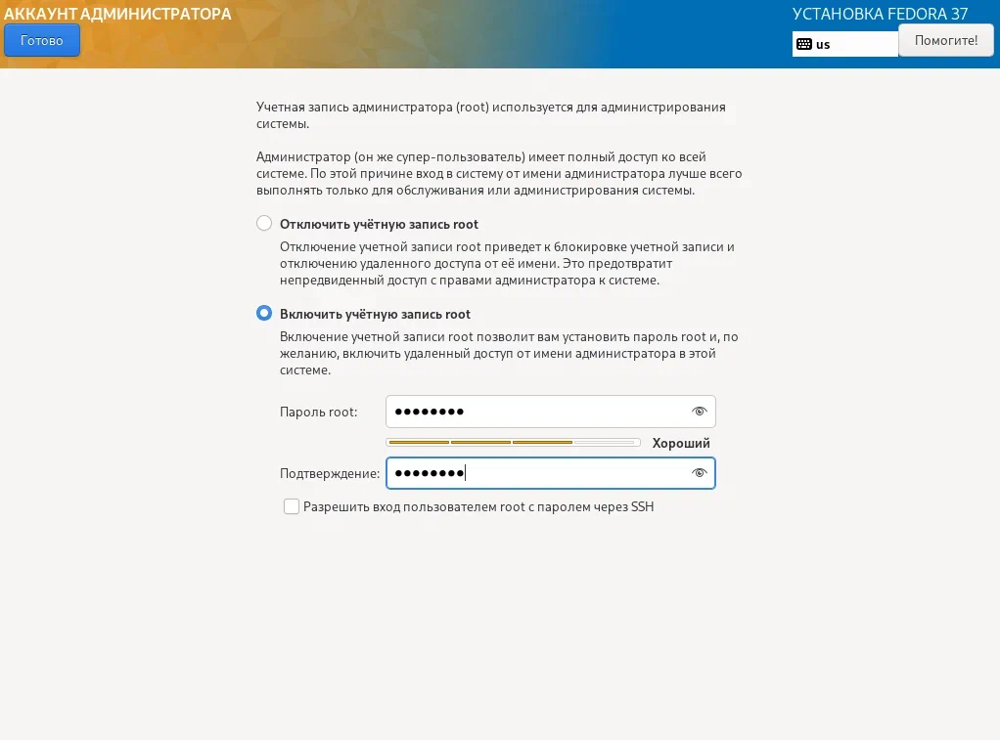 АККАУНТ АДМИНИСТРАТОРА
УСТАНОВКА FEDORA 37
Готово
us
Помогите!
Учетная запись администратора (root) используется для администрирования
системы.
Администратор (он же супер-пользователь) имеет полный доступ ко всей
системе. По этой причине вход в систему от имени администратора лучше всего
выполнять только для обслуживания или администрирования системы.
Отключить учётную запись root
Отключение учетной записи root приведет к блокировке учетной записи и
отключению удаленного доступа от её имени. Это предотвратит
непредвиденный доступ с правами администратора к системе.
Включить учётную запись root
Включение учетной записи root позволит вам установить пароль root и, по
желанию, включить удаленный доступ от имени администратора в этой
системе.
Пароль root: ●●●●●●●●
Хороший
Подтверждение: ●●●●●●●●
Разрешить вход пользователем root с паролем через SSH